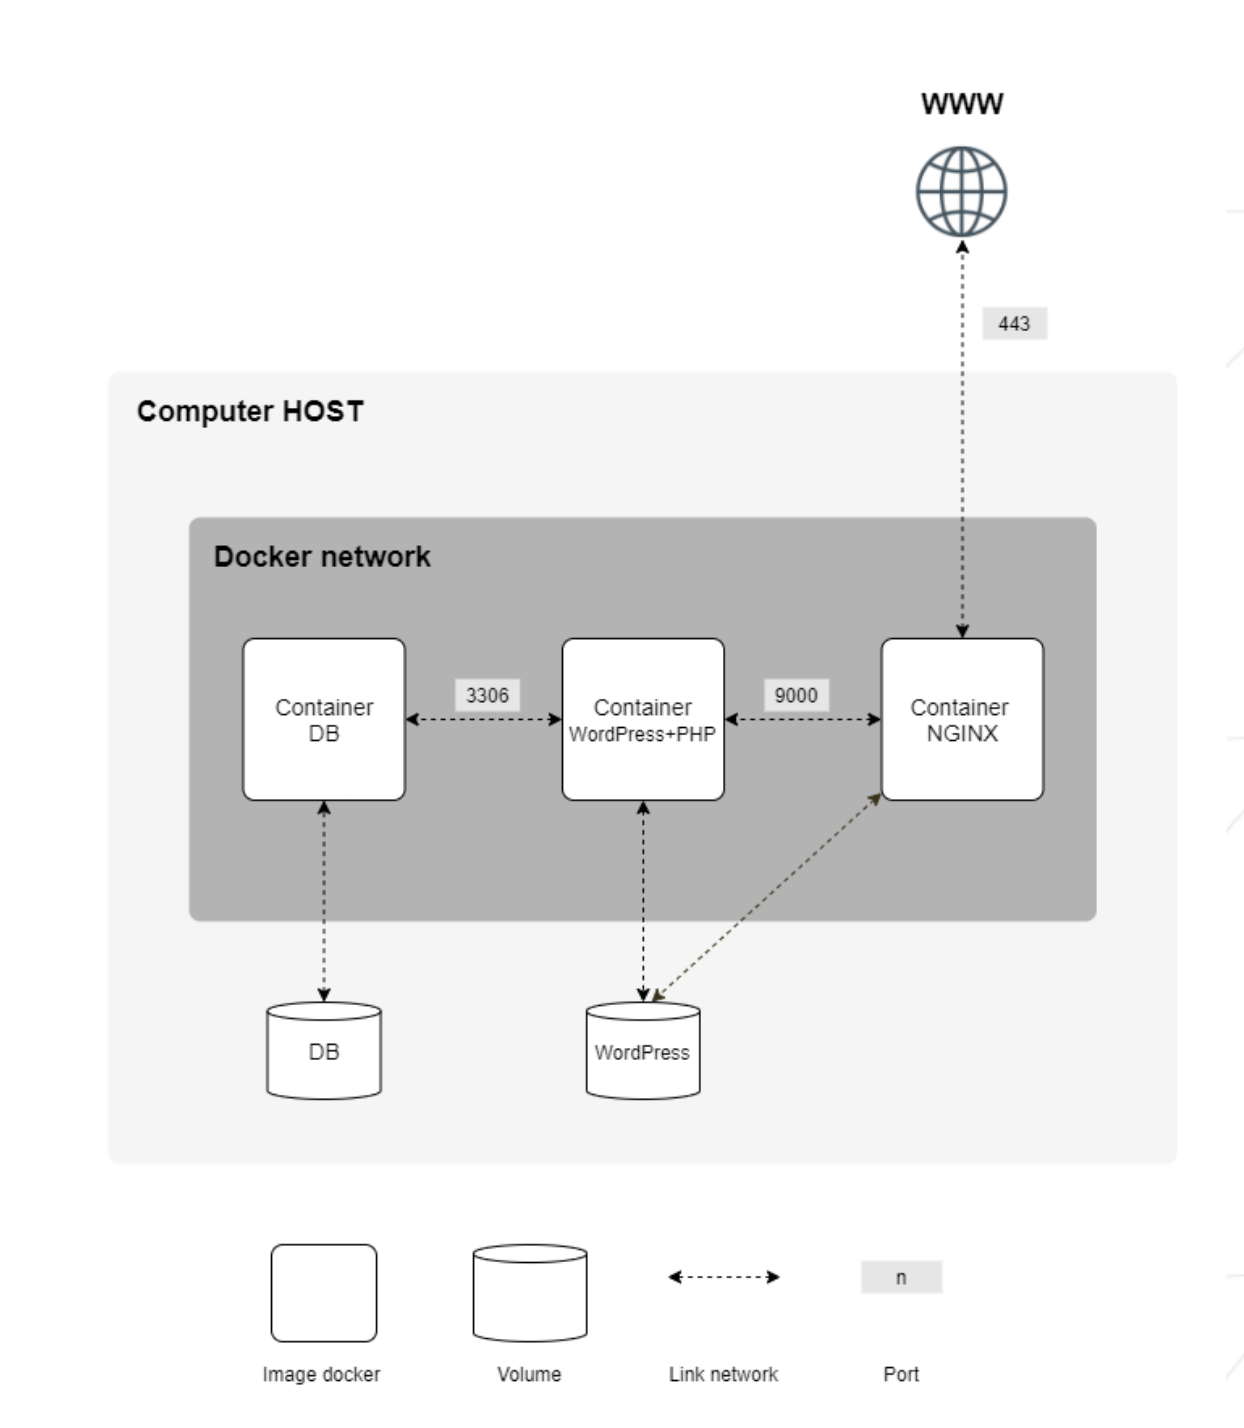 WWW
443
Computer HOST
Docker network
Container
DB
3306
Container
WordPress+PHP
9000
Container
NGINX
DB
WordPress
n
Image docker
Volume
Link network
Port